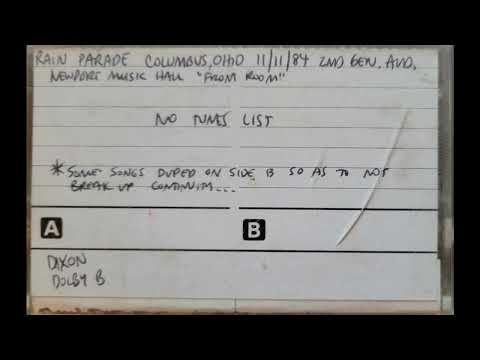 RAIN PARADE COLUMBUS, OHIO 11/11/84 2ND GEN. AUD.
NEWPORT MUSIC HALL "FROM ROOM"
NO TUNES LIST
*SOME SONGS DUPED ON SIDE B SO AS TO NOT
BREAK UP CONTINUITY...
A B
DIXON
DOLBY B